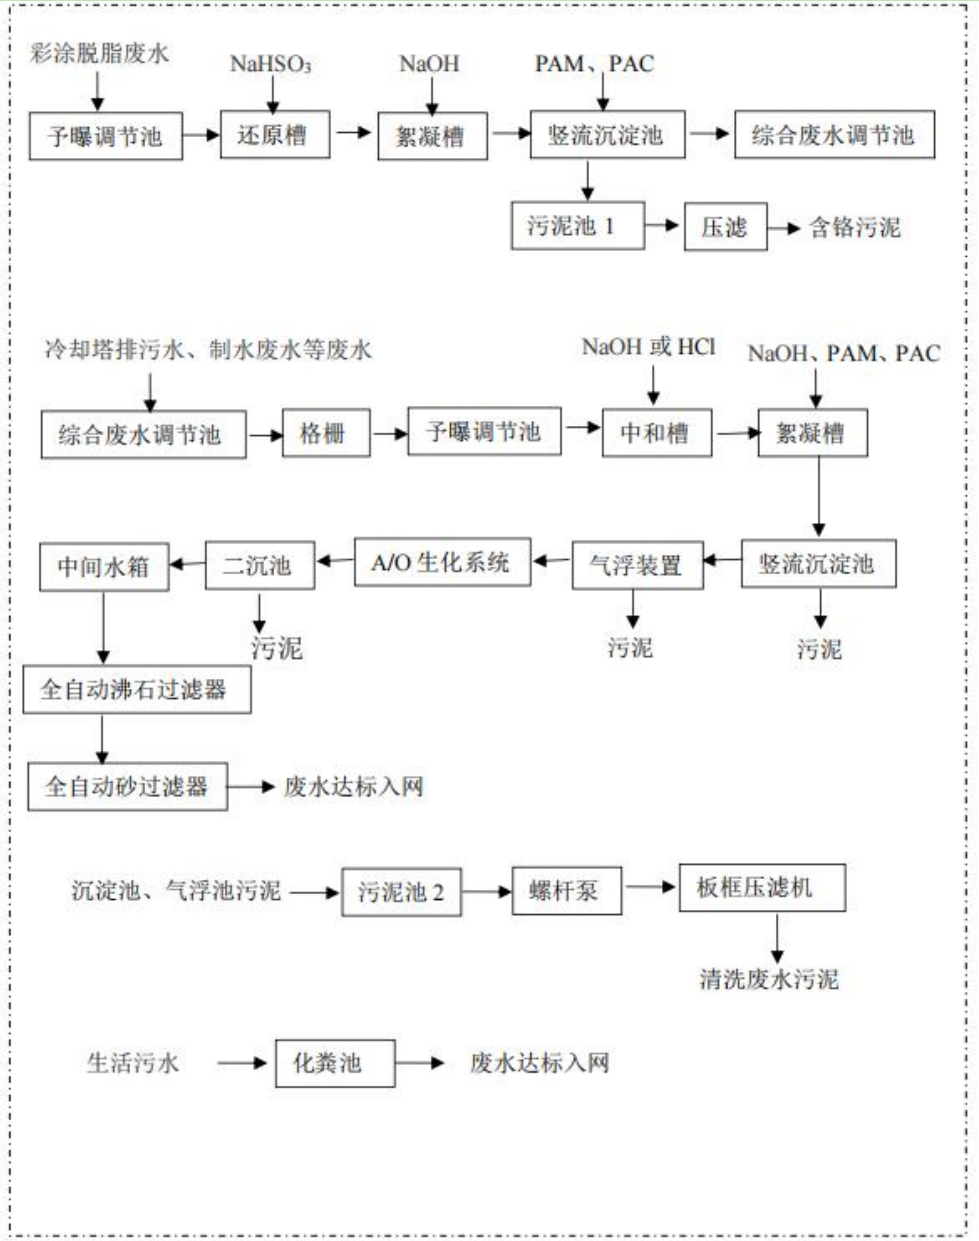 彩涂脱脂废水
NaHSO₃
NaOH
PAM、PAC
予曝调节池
还原槽
絮凝槽
竖流沉淀池
综合废水调节池
污泥池 1
压滤
含铬污泥
冷却塔排污水、制水废水等废水
NaOH 或 HCl
NaOH、PAM、PAC
综合废水调节池
格栅
予曝调节池
中和槽
絮凝槽
中间水箱
二沉池
A/O 生化系统
气浮装置
竖流沉淀池
污泥
污泥
污泥
全自动沸石过滤器
全自动砂过滤器
废水达标入网
沉淀池、气浮池污泥
污泥池 2
螺杆泵
板框压滤机
清洗废水污泥
生活污水
化粪池
废水达标入网